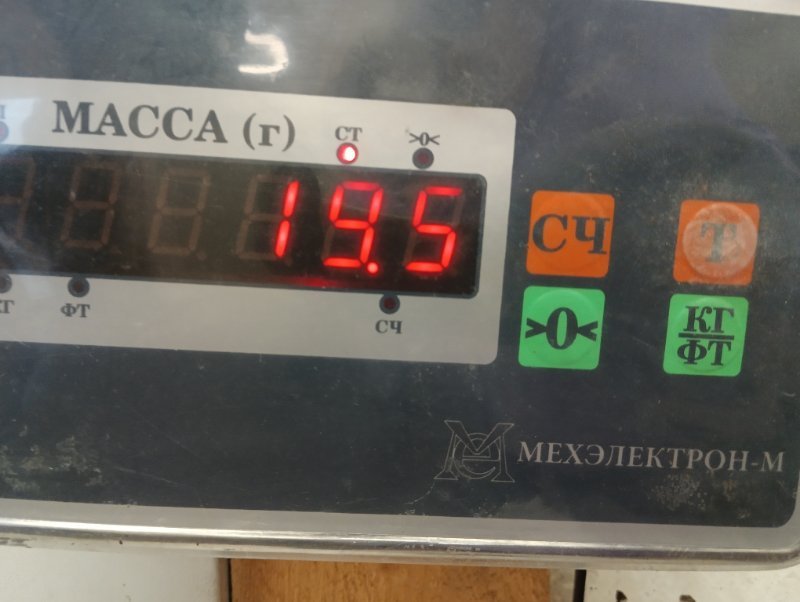 МАССА (г)
СТ
>0<
19.5
СЧ
Т
ФТ
СЧ
>0<
КГ
ФТ
МЕХЭЛЕКТРОН-М